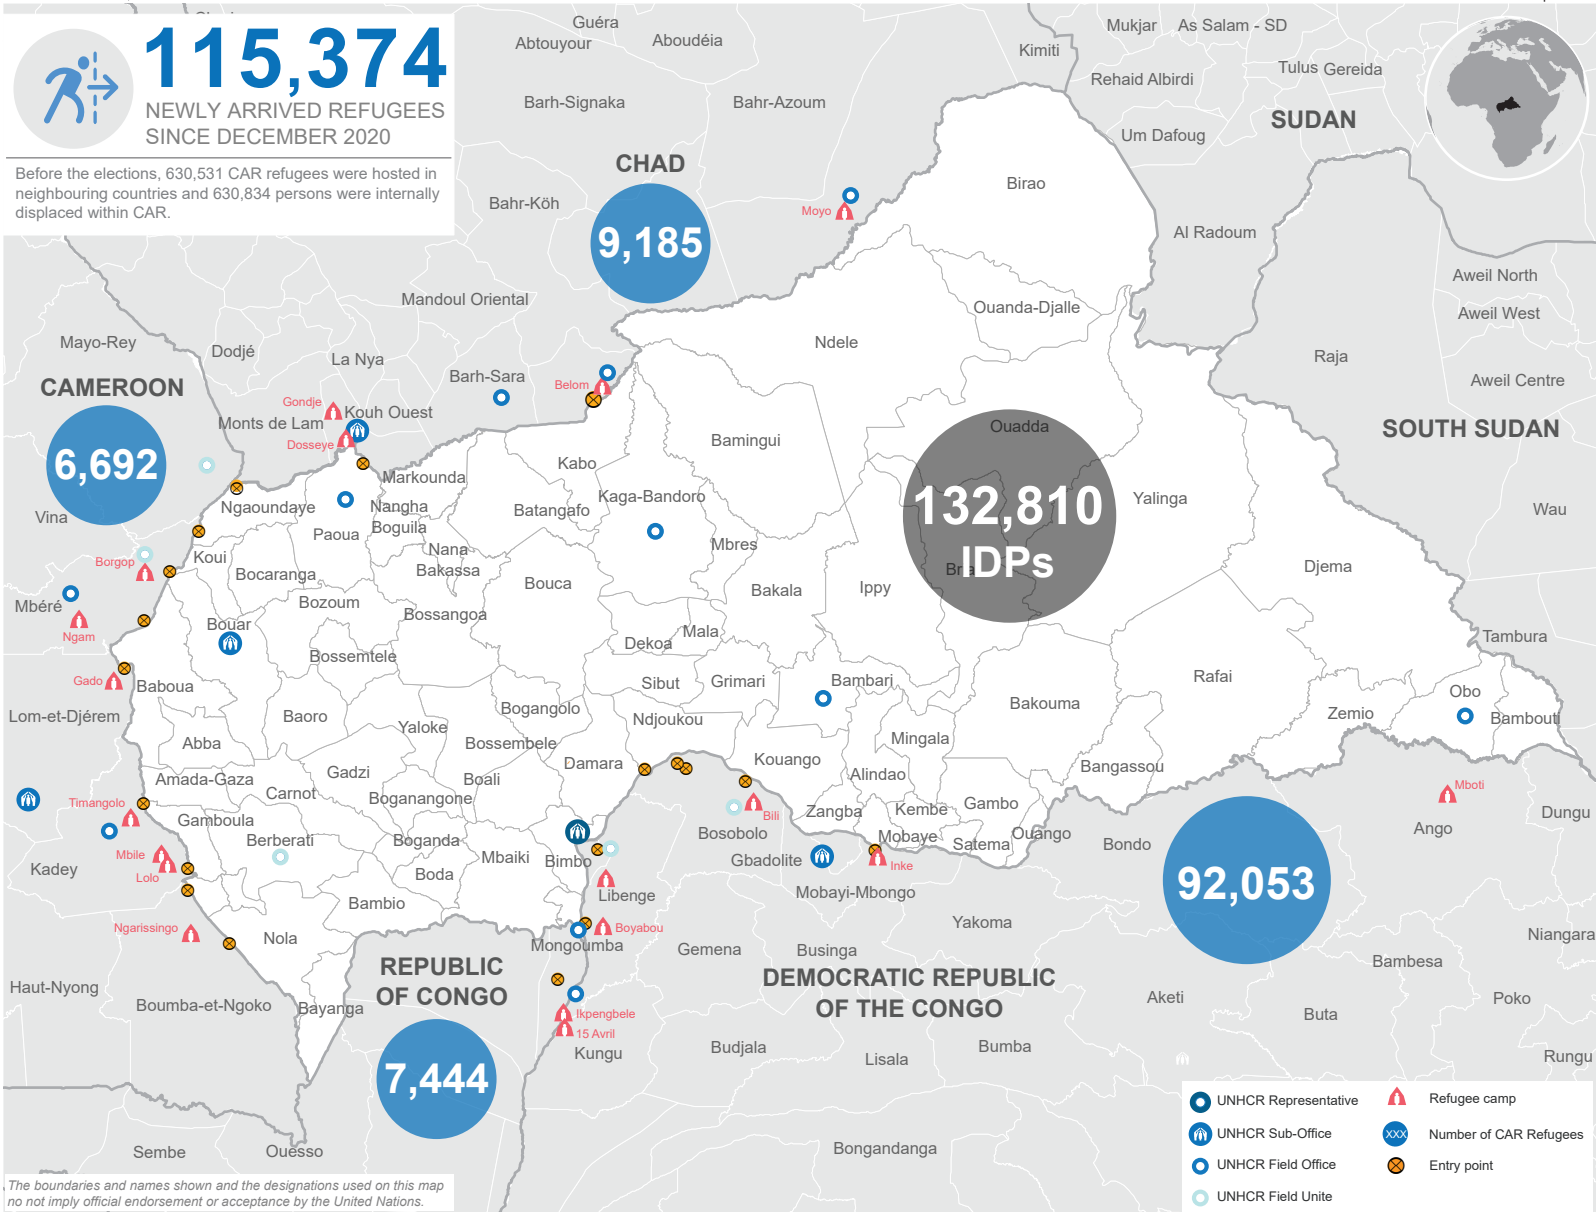 115,374
NEWLY ARRIVED REFUGEES
SINCE DECEMBER 2020
Before the elections, 630,531 CAR refugees were hosted in
neighbouring countries and 630,834 persons were internally
displaced within CAR.
Guéra
Abtouyour
Aboudéia
Kimiti
Mukjar
As Salam - SD
Tulus
Gereida
Rehaid Albirdi
Barh-Signaka
Bahr-Azoum
SUDAN
Um Dafoug
CHAD
9,185
Birao
Bahr-Köh
Moyo
Al Radoum
Aweil North
Mandoul Oriental
Ouanda-Djalle
Aweil West
Mayo-Rey
Dodjé
La Nya
Ndele
Raja
Barh-Sara
Belom
Aweil Centre
CAMEROON
6,692
Gondje
Kouh Ouest
Monts de Lam
Dosseye
SOUTH SUDAN
Ouadda
Bamingui
Kabo
Markounda
132,810
IDPs
Bria
Yalinga
Kaga-Bandoro
Ngaoundaye
Nangha
Boguila
Batangafo
Wau
Vina
Paoua
Mbres
Nana
Bakassa
Koui
Borgop
Bocaranga
Bouca
Bakala
Ippy
Djema
Mbéré
Bozoum
Bossangoa
Ngam
Bouar
Mala
Dekoa
Tambura
Bossemtele
Gado
Baboua
Sibut
Grimari
Bambari
Rafai
Obo
Bakouma
Lom-et-Djérem
Baoro
Bogangolo
Ndjoukou
Zemio
Bambouti
Yaloke
Abba
Bossembele
Mingala
Damara
Kouango
Bangassou
Amada-Gaza
Gadzi
Boali
Alindao
Carnot
Boganangone
Mboti
Timangolo
Gamboula
Zangba
Kembe
Gambo
Dungu
Bili
Bosobolo
Ango
Berberati
Boganda
Mobaye
Satema
Ouango
Bondo
Mbile
Mbaiki
Bimbo
Gbadolite
Kadey
Lolo
Boda
Inke
92,053
Libenge
Mobayi-Mbongo
Bambio
Ngarissingo
Boyabou
Yakoma
Nola
Mongoumba
Gemena
Businga
Niangara
Bambesa
REPUBLIC
OF CONGO
7,444
DEMOCRATIC REPUBLIC
OF THE CONGO
Haut-Nyong
Boumba-et-Ngoko
Bayanga
Ikpengbele
15 Avril
Aketi
Poko
Buta
Kungu
Budjala
Lisala
Bumba
Rungu
Sembe
Ouesso
Bongandanga
UNHCR Representative
UNHCR Sub-Office
UNHCR Field Office
UNHCR Field Unite
Refugee camp
XXX
Number of CAR Refugees
Entry point
The boundaries and names shown and the designations used on this map
no not imply official endorsement or acceptance by the United Nations.